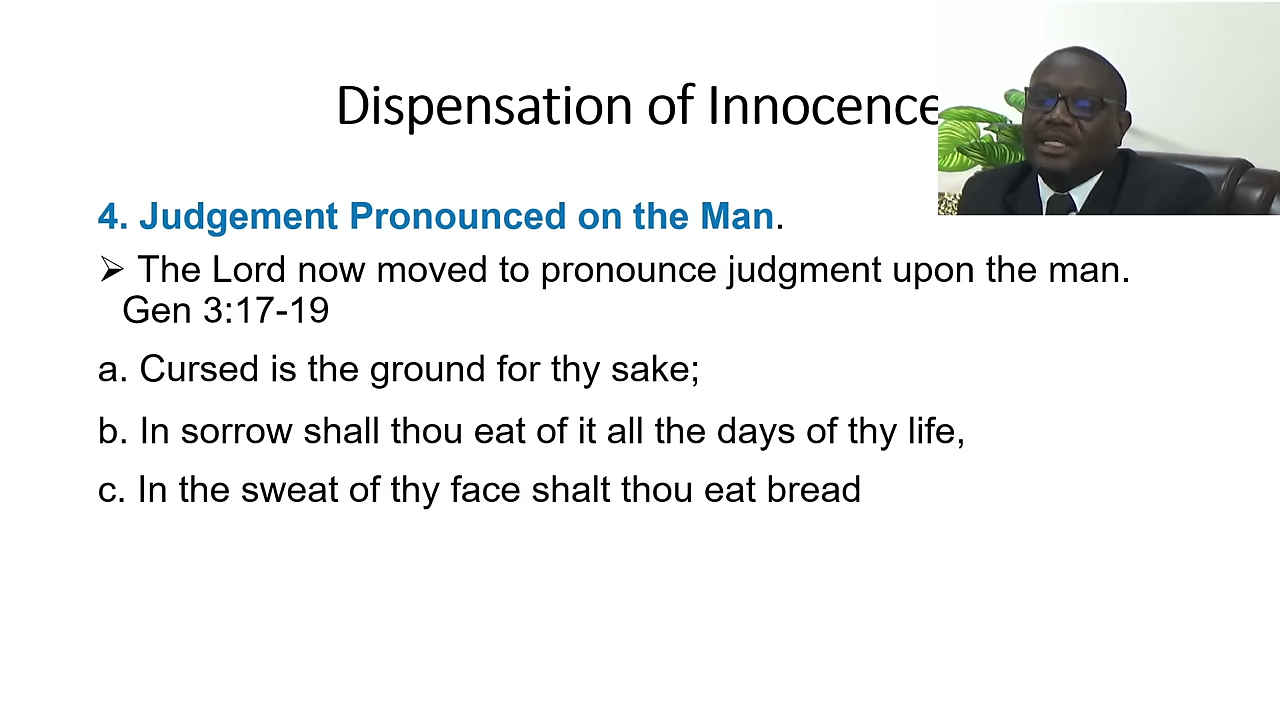 Dispensation of Innocence
4. Judgement Pronounced on the Man.
➢ The Lord now moved to pronounce judgment upon the man.
Gen 3:17-19
a. Cursed is the ground for thy sake;
b. In sorrow shall thou eat of it all the days of thy life,
c. In the sweat of thy face shalt thou eat bread